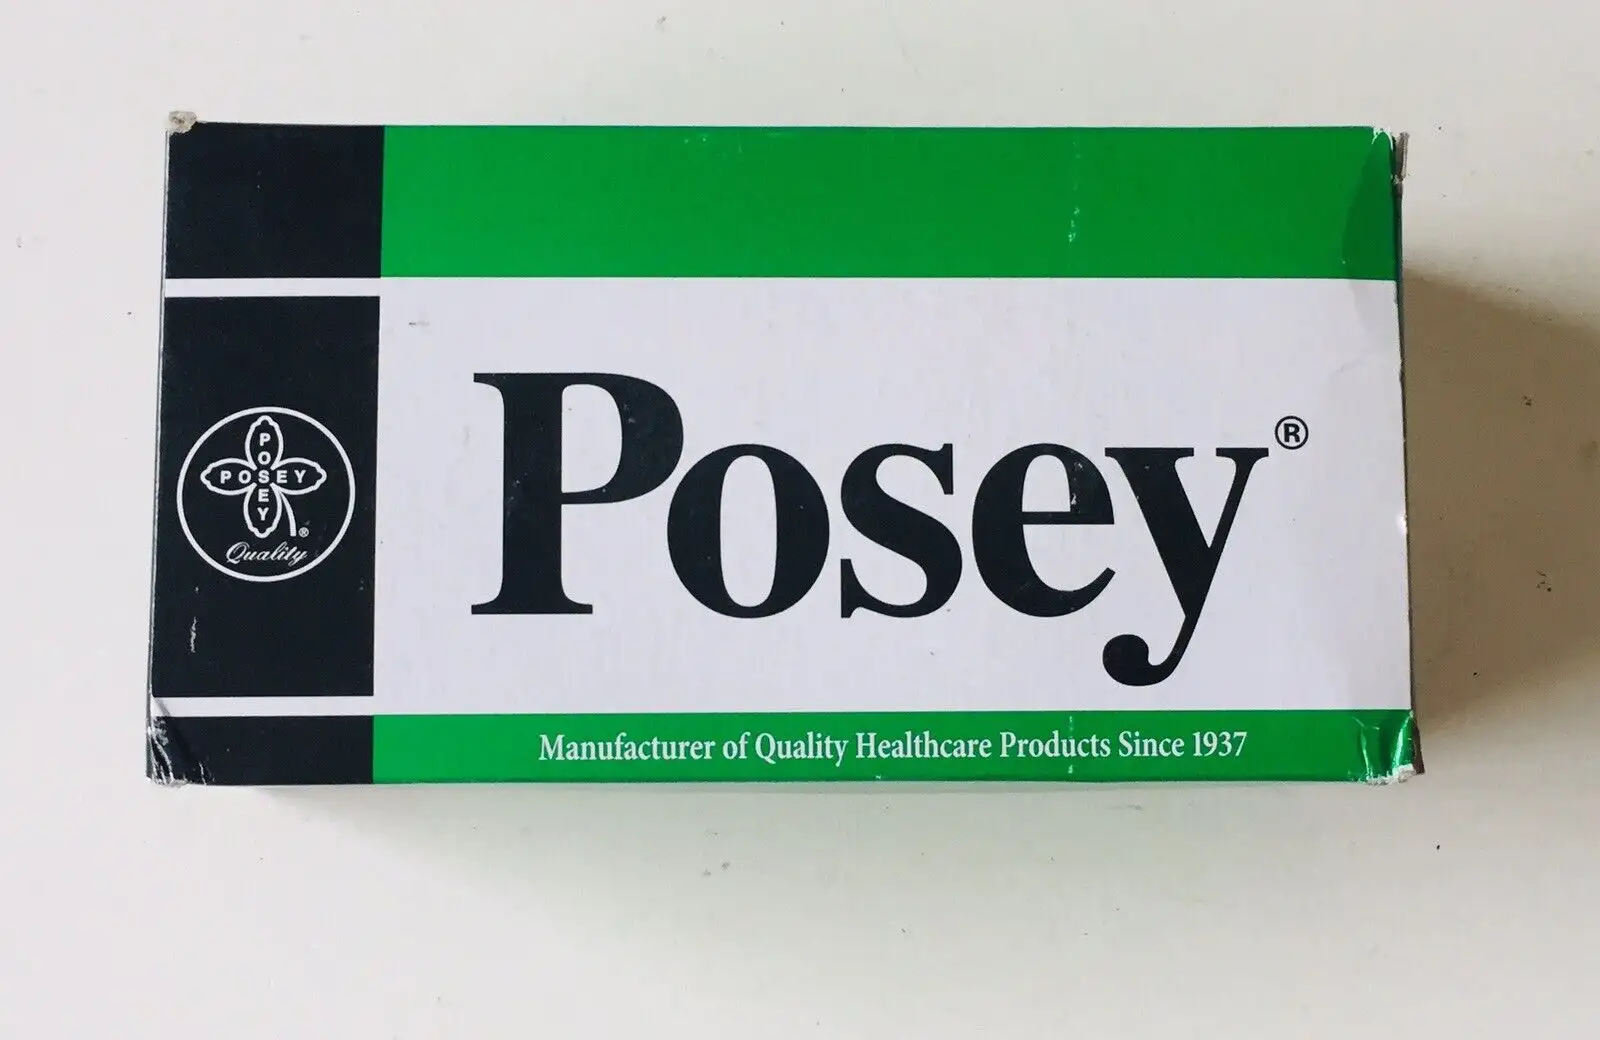 Posey®
POSEY
POSEY
®
Quality
Manufacturer of Quality Healthcare Products Since 1937